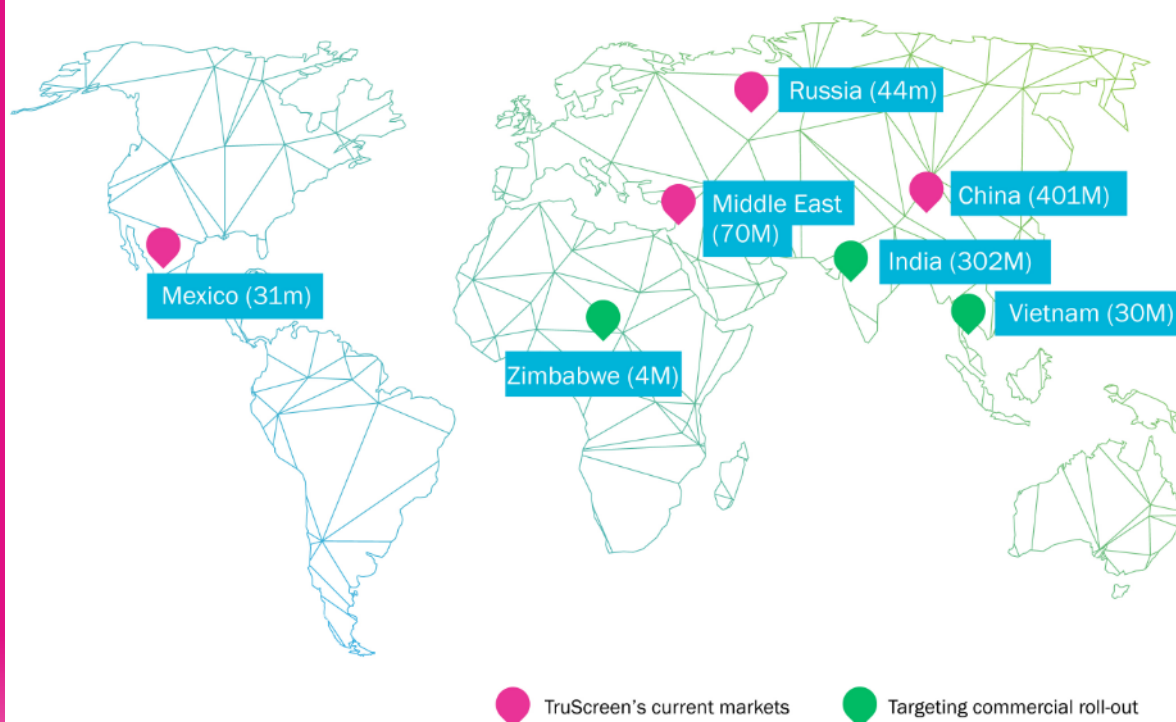 Russia (44m)
China (401M)
Middle East
(70M)
India (302M)
Mexico (31m)
Vietnam (30M)
Zimbabwe (4M)
TruScreen's current markets
Targeting commercial roll-out